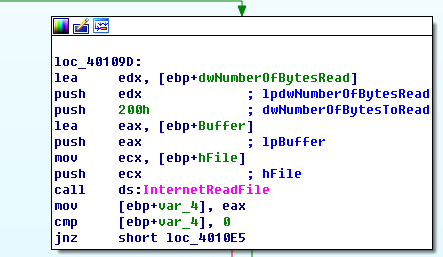 loc_40109D:
lea edx, [ebp+dwNumberOfBytesRead]
push edx ; lpdwNumberOfBytesRead
push 200h ; dwNumberOfBytesToRead
lea eax, [ebp+Buffer]
push eax ; lpBuffer
mov ecx, [ebp+hFile]
push ecx ; hFile
call ds:InternetReadFile
mov [ebp+var_4], eax
cmp [ebp+var_4], 0
jnz short loc_4010E5